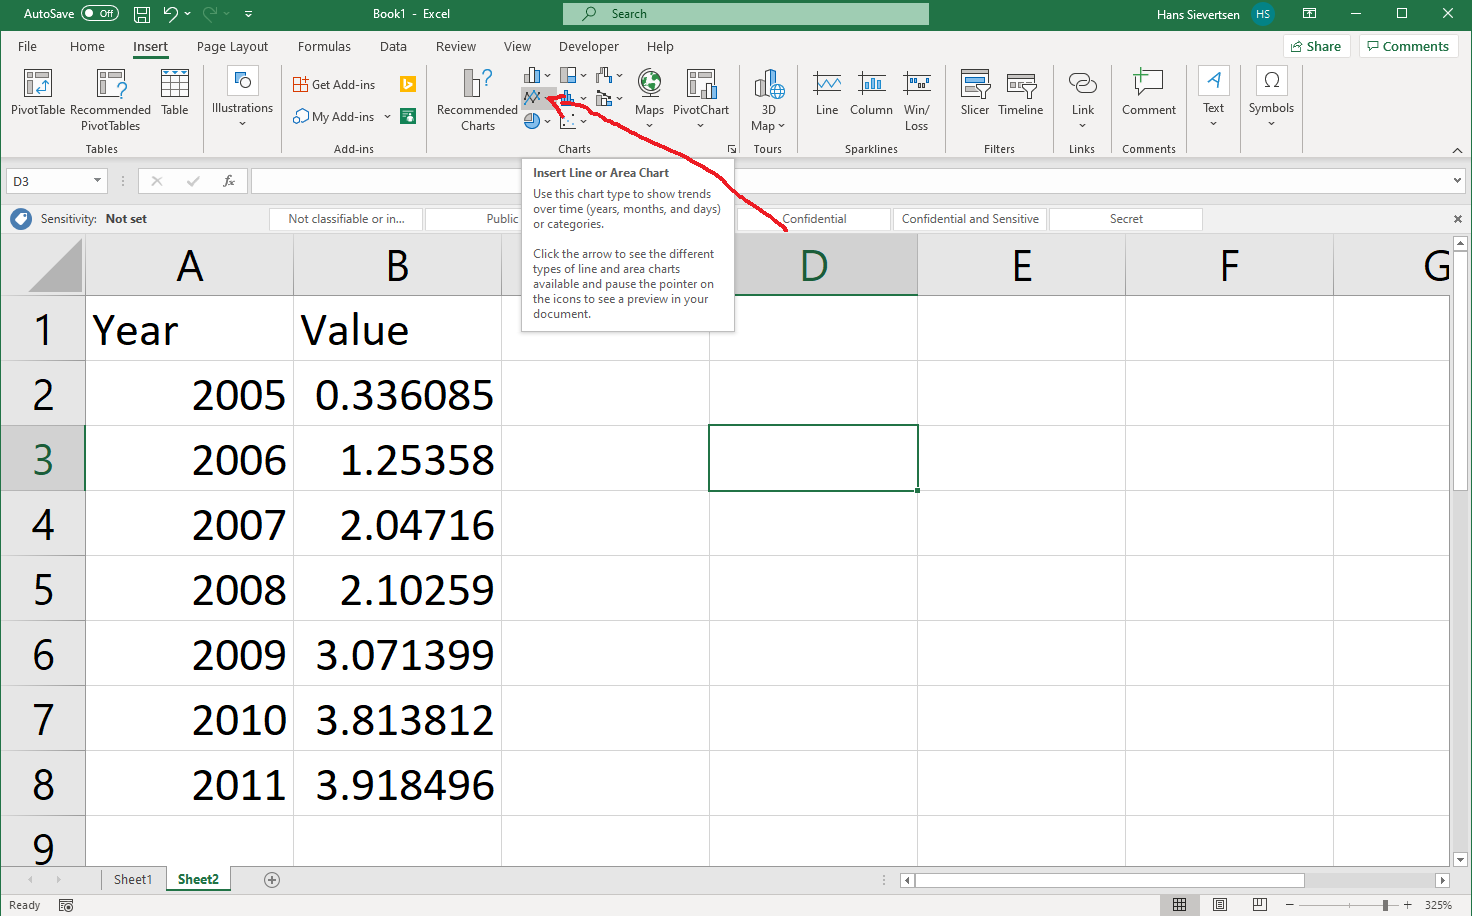 AutoSave Off Book1 - Excel Search Hans Sievertsen HS
File Home Insert Page Layout Formulas Data Review View Developer Help Share Comments
PivotTable Recommended PivotTables Table
Tables
Illustrations
Get Add-ins
My Add-ins
Add-ins
Recommended Charts
Maps PivotChart
Charts
3D Map
Tours
Line Column Win/ Loss
Sparklines
Slicer Timeline
Filters
Link
Links
Comment
Comments
Text
Symbols
D3 fx
Sensitivity: Not set Not classifiable or in... Public Confidential Confidential and Sensitive Secret
Insert Line or Area Chart
Use this chart type to show trends
over time (years, months, and days)
or categories.
Click the arrow to see the different
types of line and area charts
available and pause the pointer on
the icons to see a preview in your
document.
A B D E F G
1 Year Value
2 2005 0.336085
3 2006 1.25358
4 2007 2.04716
5 2008 2.10259
6 2009 3.071399
7 2010 3.813812
8 2011 3.918496
9
Sheet1 Sheet2
Ready 325%